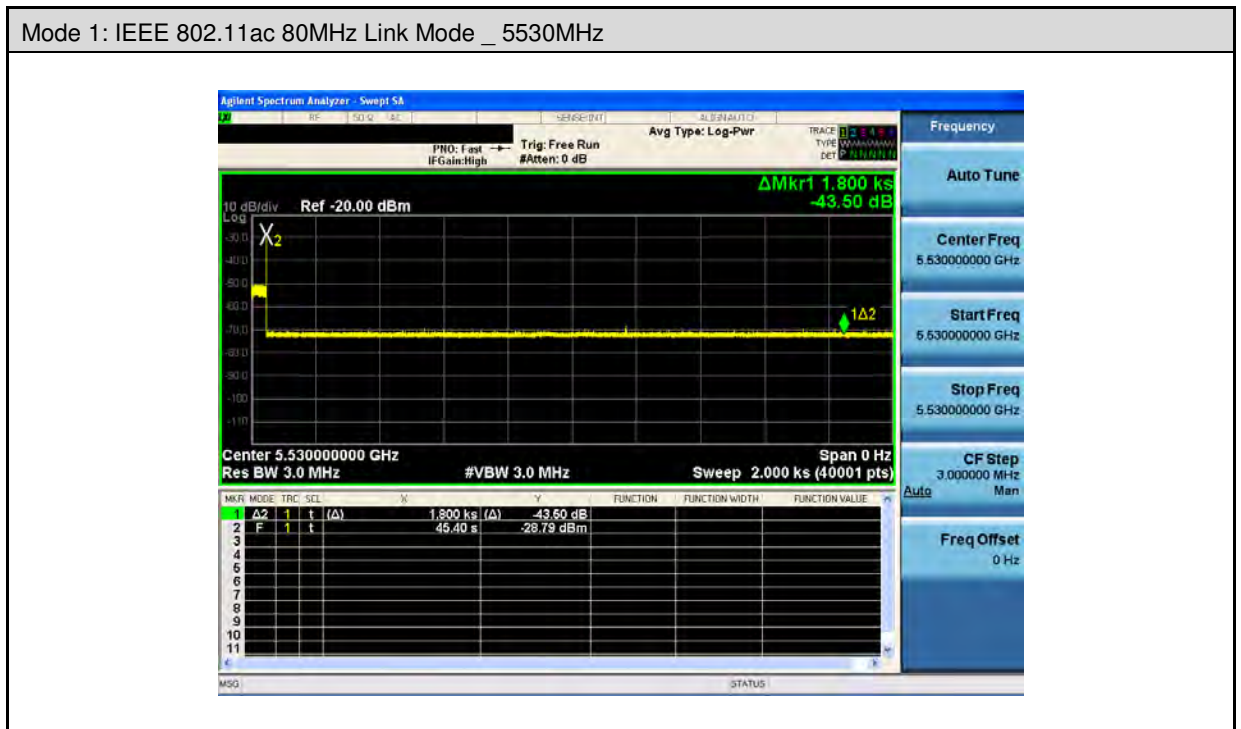 Mode 1: IEEE 802.11ac 80MHz Link Mode _ 5530MHz
Agilent Spectrum Analyzer - Swept SA
RF 50 Ω AC SENSE:INT ALIGNAUTO
Avg Type: Log-Pwr
PNO: Fast
IFGain:High
Trig: Free Run
#Atten: 0 dB
TRACE 1 2 3 4 5 6
TYPE
DET P N N N N N
ΔMkr1 1.800 ks
-43.50 dB
10 dB/div Ref -20.00 dBm
Log
-30.0
-40.0
-50.0
-60.0
-70.0
-80.0
-90.0
-100
-110
X2
1Δ2
Center 5.530000000 GHz Span 0 Hz
Res BW 3.0 MHz #VBW 3.0 MHz Sweep 2.000 ks (40001 pts)
MKR MODE TRC SCL X Y FUNCTION FUNCTION WIDTH FUNCTION VALUE
1 Δ2 1 t (Δ) 1.800 ks (Δ) -43.50 dB
2 F 1 t 45.40 s -28.79 dBm
3
4
5
6
7
8
9
10
11
MSG STATUS
Frequency
Auto Tune
Center Freq
5.530000000 GHz
Start Freq
5.530000000 GHz
Stop Freq
5.530000000 GHz
CF Step
3.000000 MHz
Auto Man
Freq Offset
0 Hz